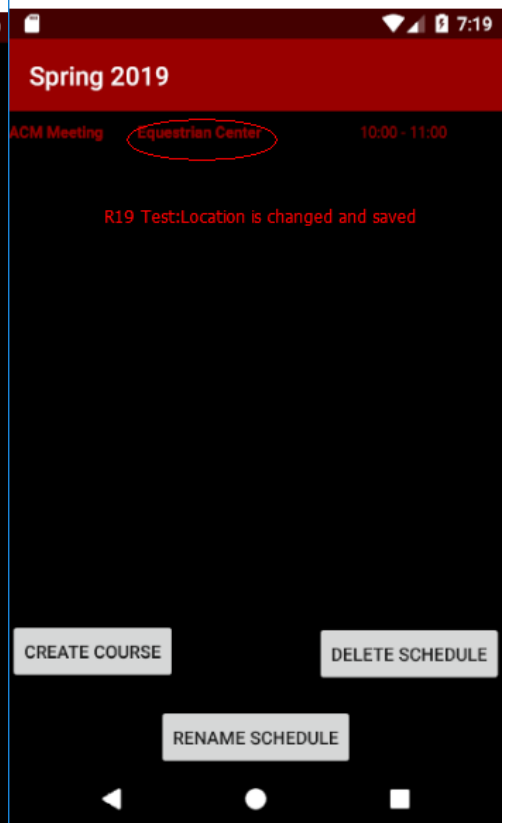 7:19
Spring 2019
ACM Meeting Equestrian Center 10:00 - 11:00
R19 Test:Location is changed and saved
CREATE COURSE DELETE SCHEDULE
RENAME SCHEDULE